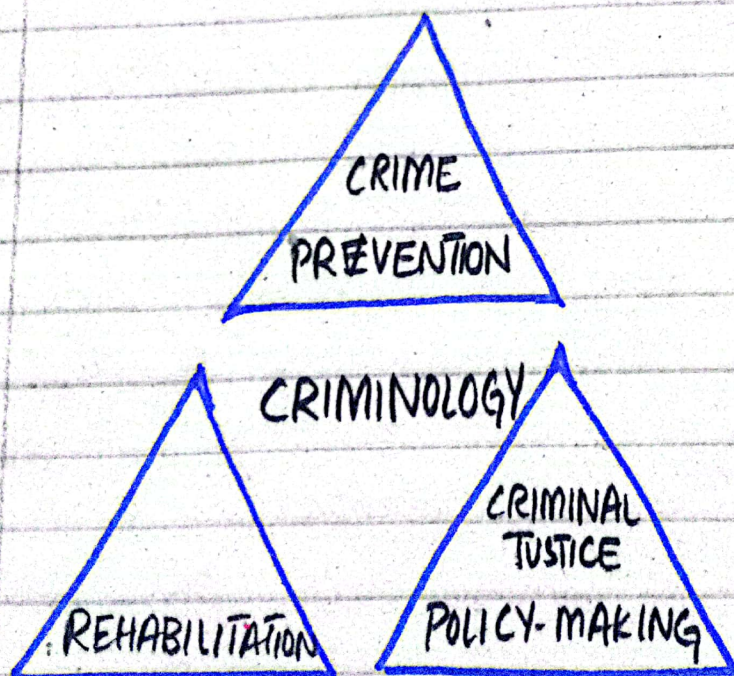 CRIME
PREVENTION
CRIMINOLOGY
CRIMINAL
JUSTICE
REHABILITATION
POLICY-MAKING